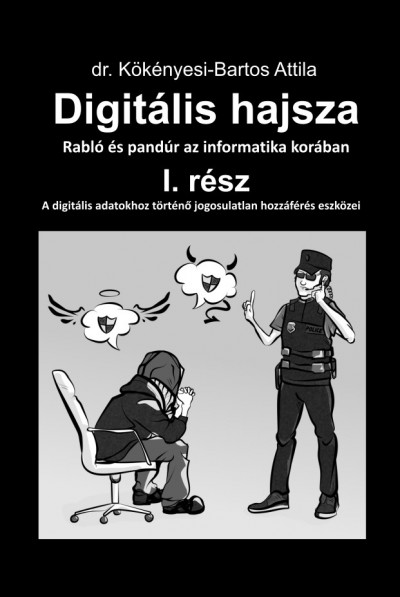 dr. Kökényesi-Bartos Attila
Digitális hajsza
Rabló és pandúr az informatika korában
I. rész
A digitális adatokhoz történő jogosulatlan hozzáférés eszközei
POLICE